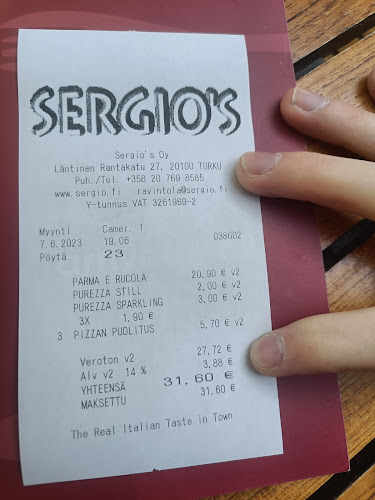 SERGIO'S
Sergio's Oy
Läntinen Rantakatu 27, 20100 TURKU
Puh./Tel. +358 20 769 8585
www.sergio.fi ravintola@sergio.fi
Y-tunnus VAT 3261969-2
Myynti Camer. 1
7.6.2023 19.06 038602
Pöytä 23
PARMA E RUCOLA 20,90 € v2
PUREZZA STILL 2,00 € v2
PUREZZA SPARKLING 3,00 € v2
3X 1,90 €
3 PIZZAN PUOLITUS 5,70 € v2
Veroton v2 27,72 €
Alv v2 14 % 3,88 €
YHTEENSÄ 31.60 €
MAKSETTU 31,60 €
The Real Italian Taste in Town